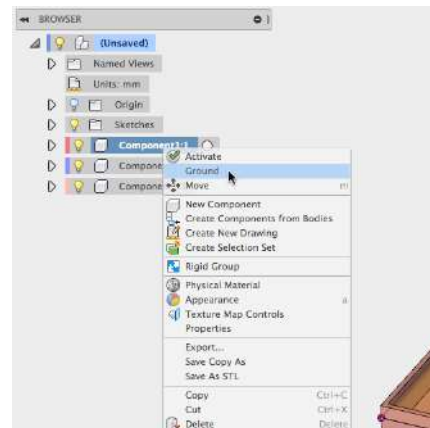 BROWSER
(Unsaved)
Named Views
Units: mm
Origin
Sketches
Component1:1
Compone
Compone
Activate
Ground
Move m
New Component
Create Components from Bodies
Create New Drawing
Create Selection Set
Rigid Group
Physical Material
Appearance a
Texture Map Controls
Properties
Export...
Save Copy As
Save As STL
Copy Ctrl+C
Cut Ctrl+X
Delete Delete